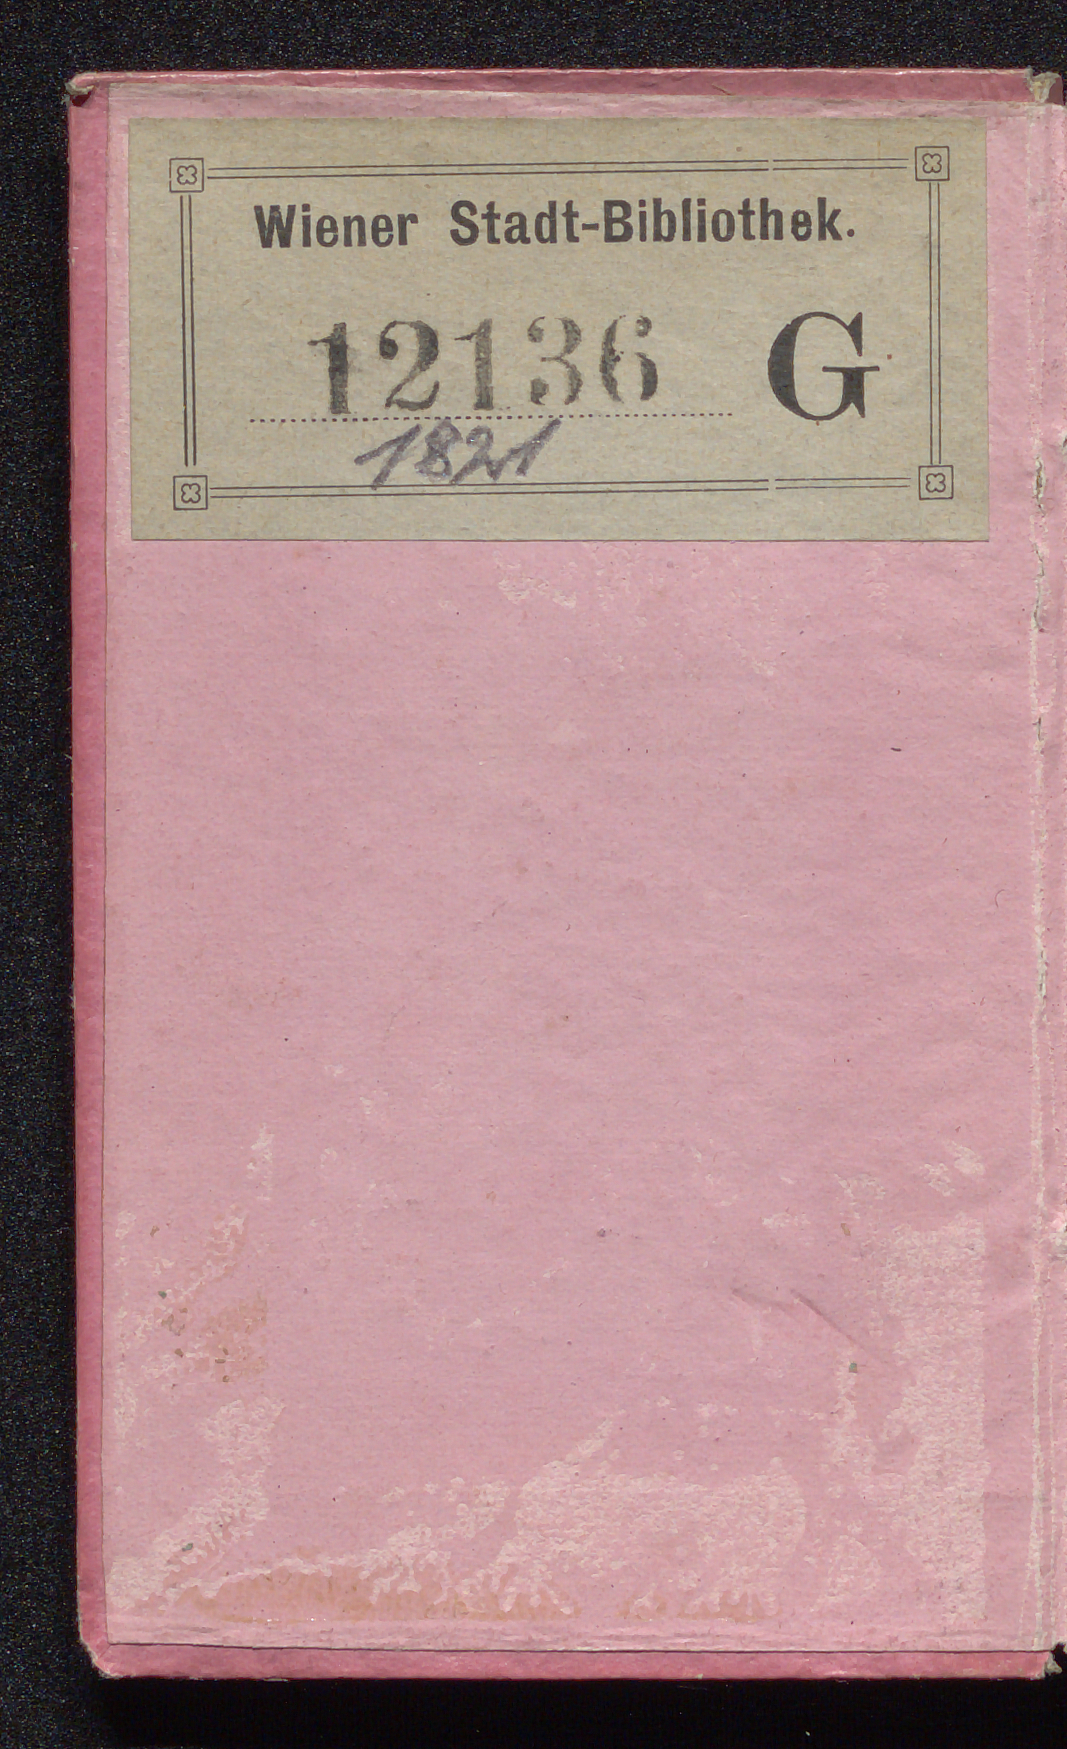 Wiener Stadt-Bibliothek.
12136 G
1821